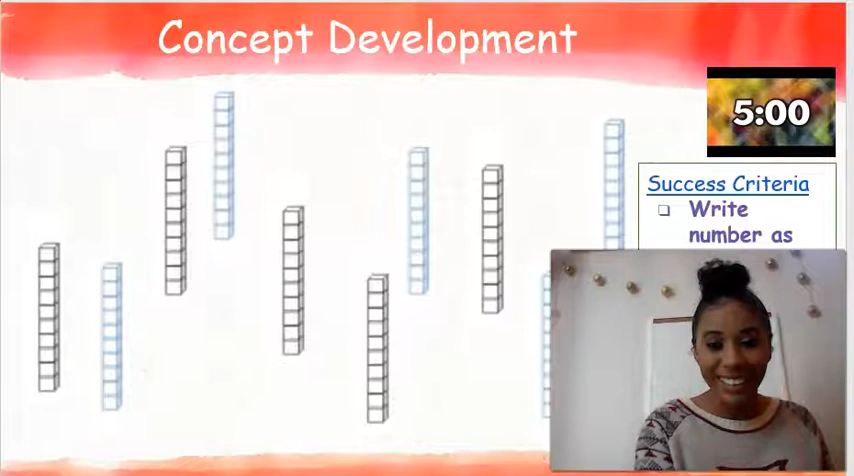 Concept Development
5:00
Success Criteria
❏ Write
number as